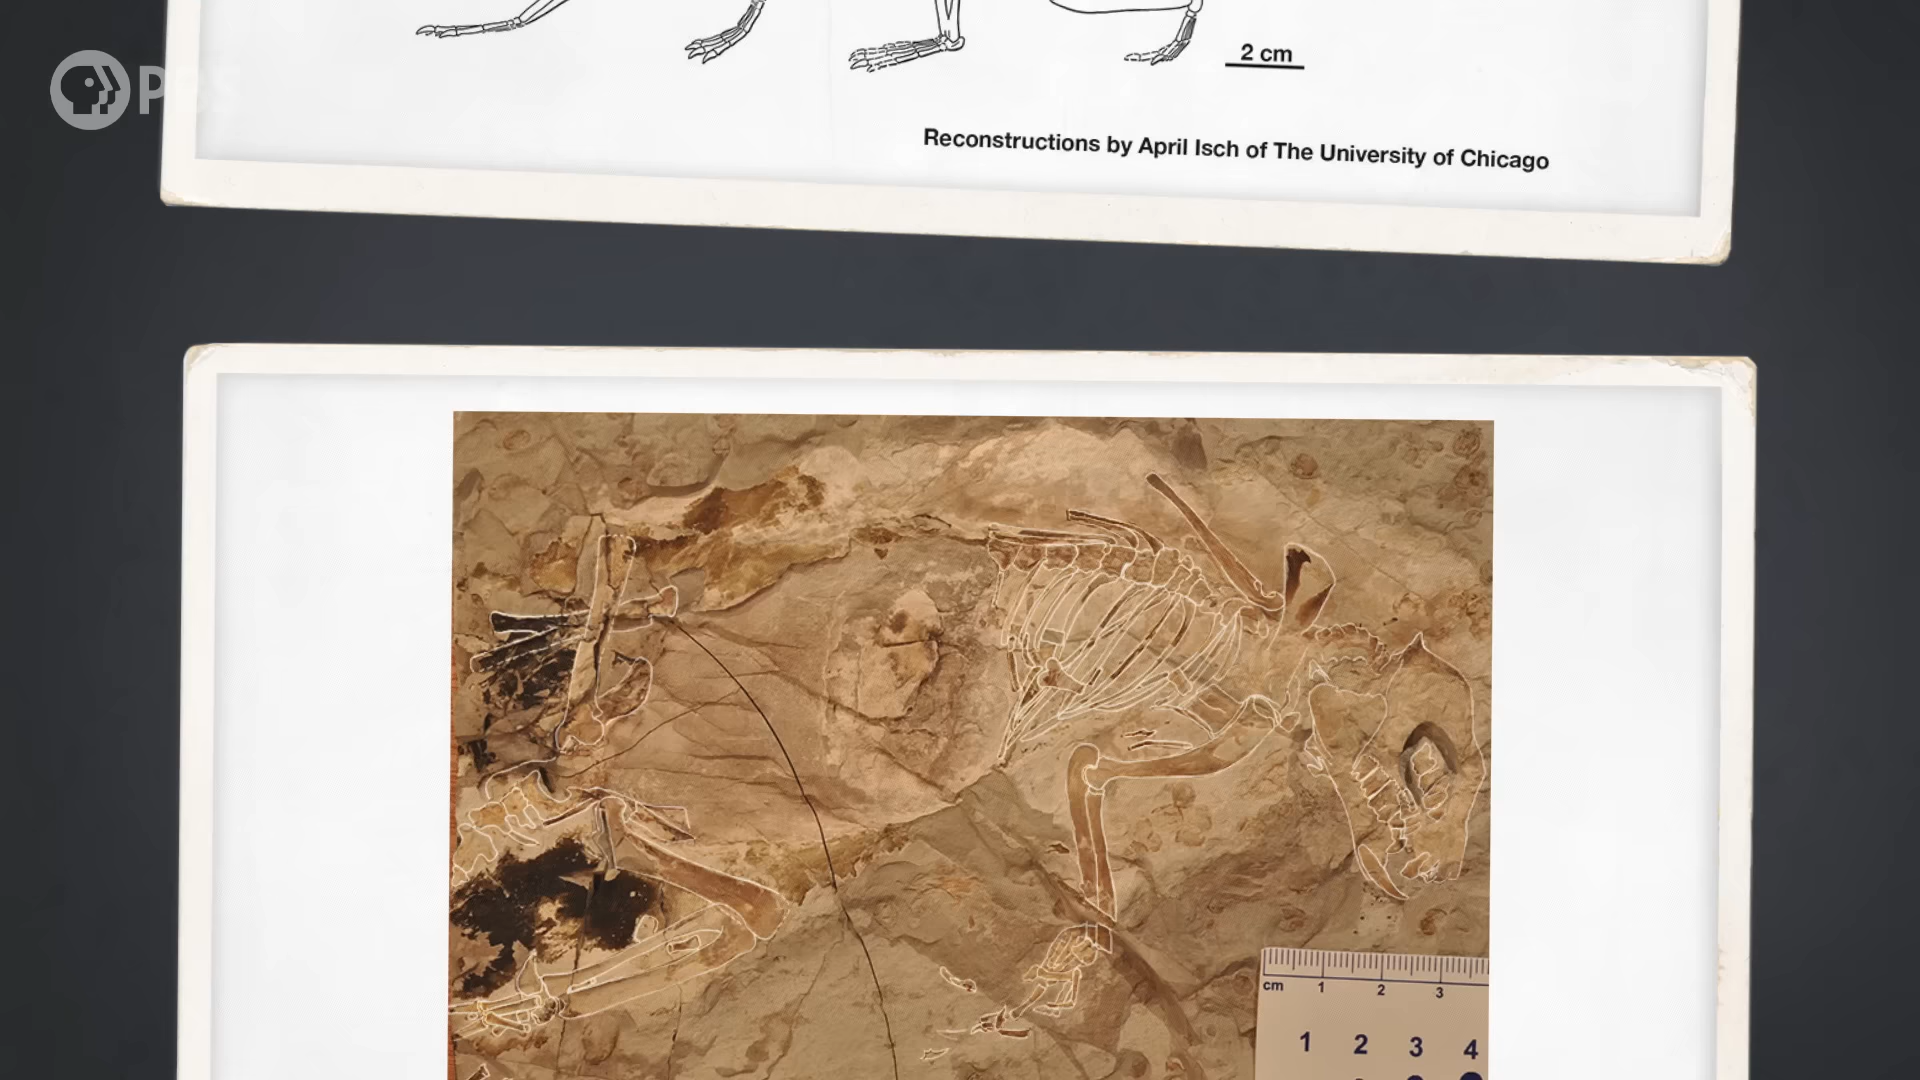 PBS
2 cm
Reconstructions by April Isch of The University of Chicago
cm 1 2 3
1 2 3 4